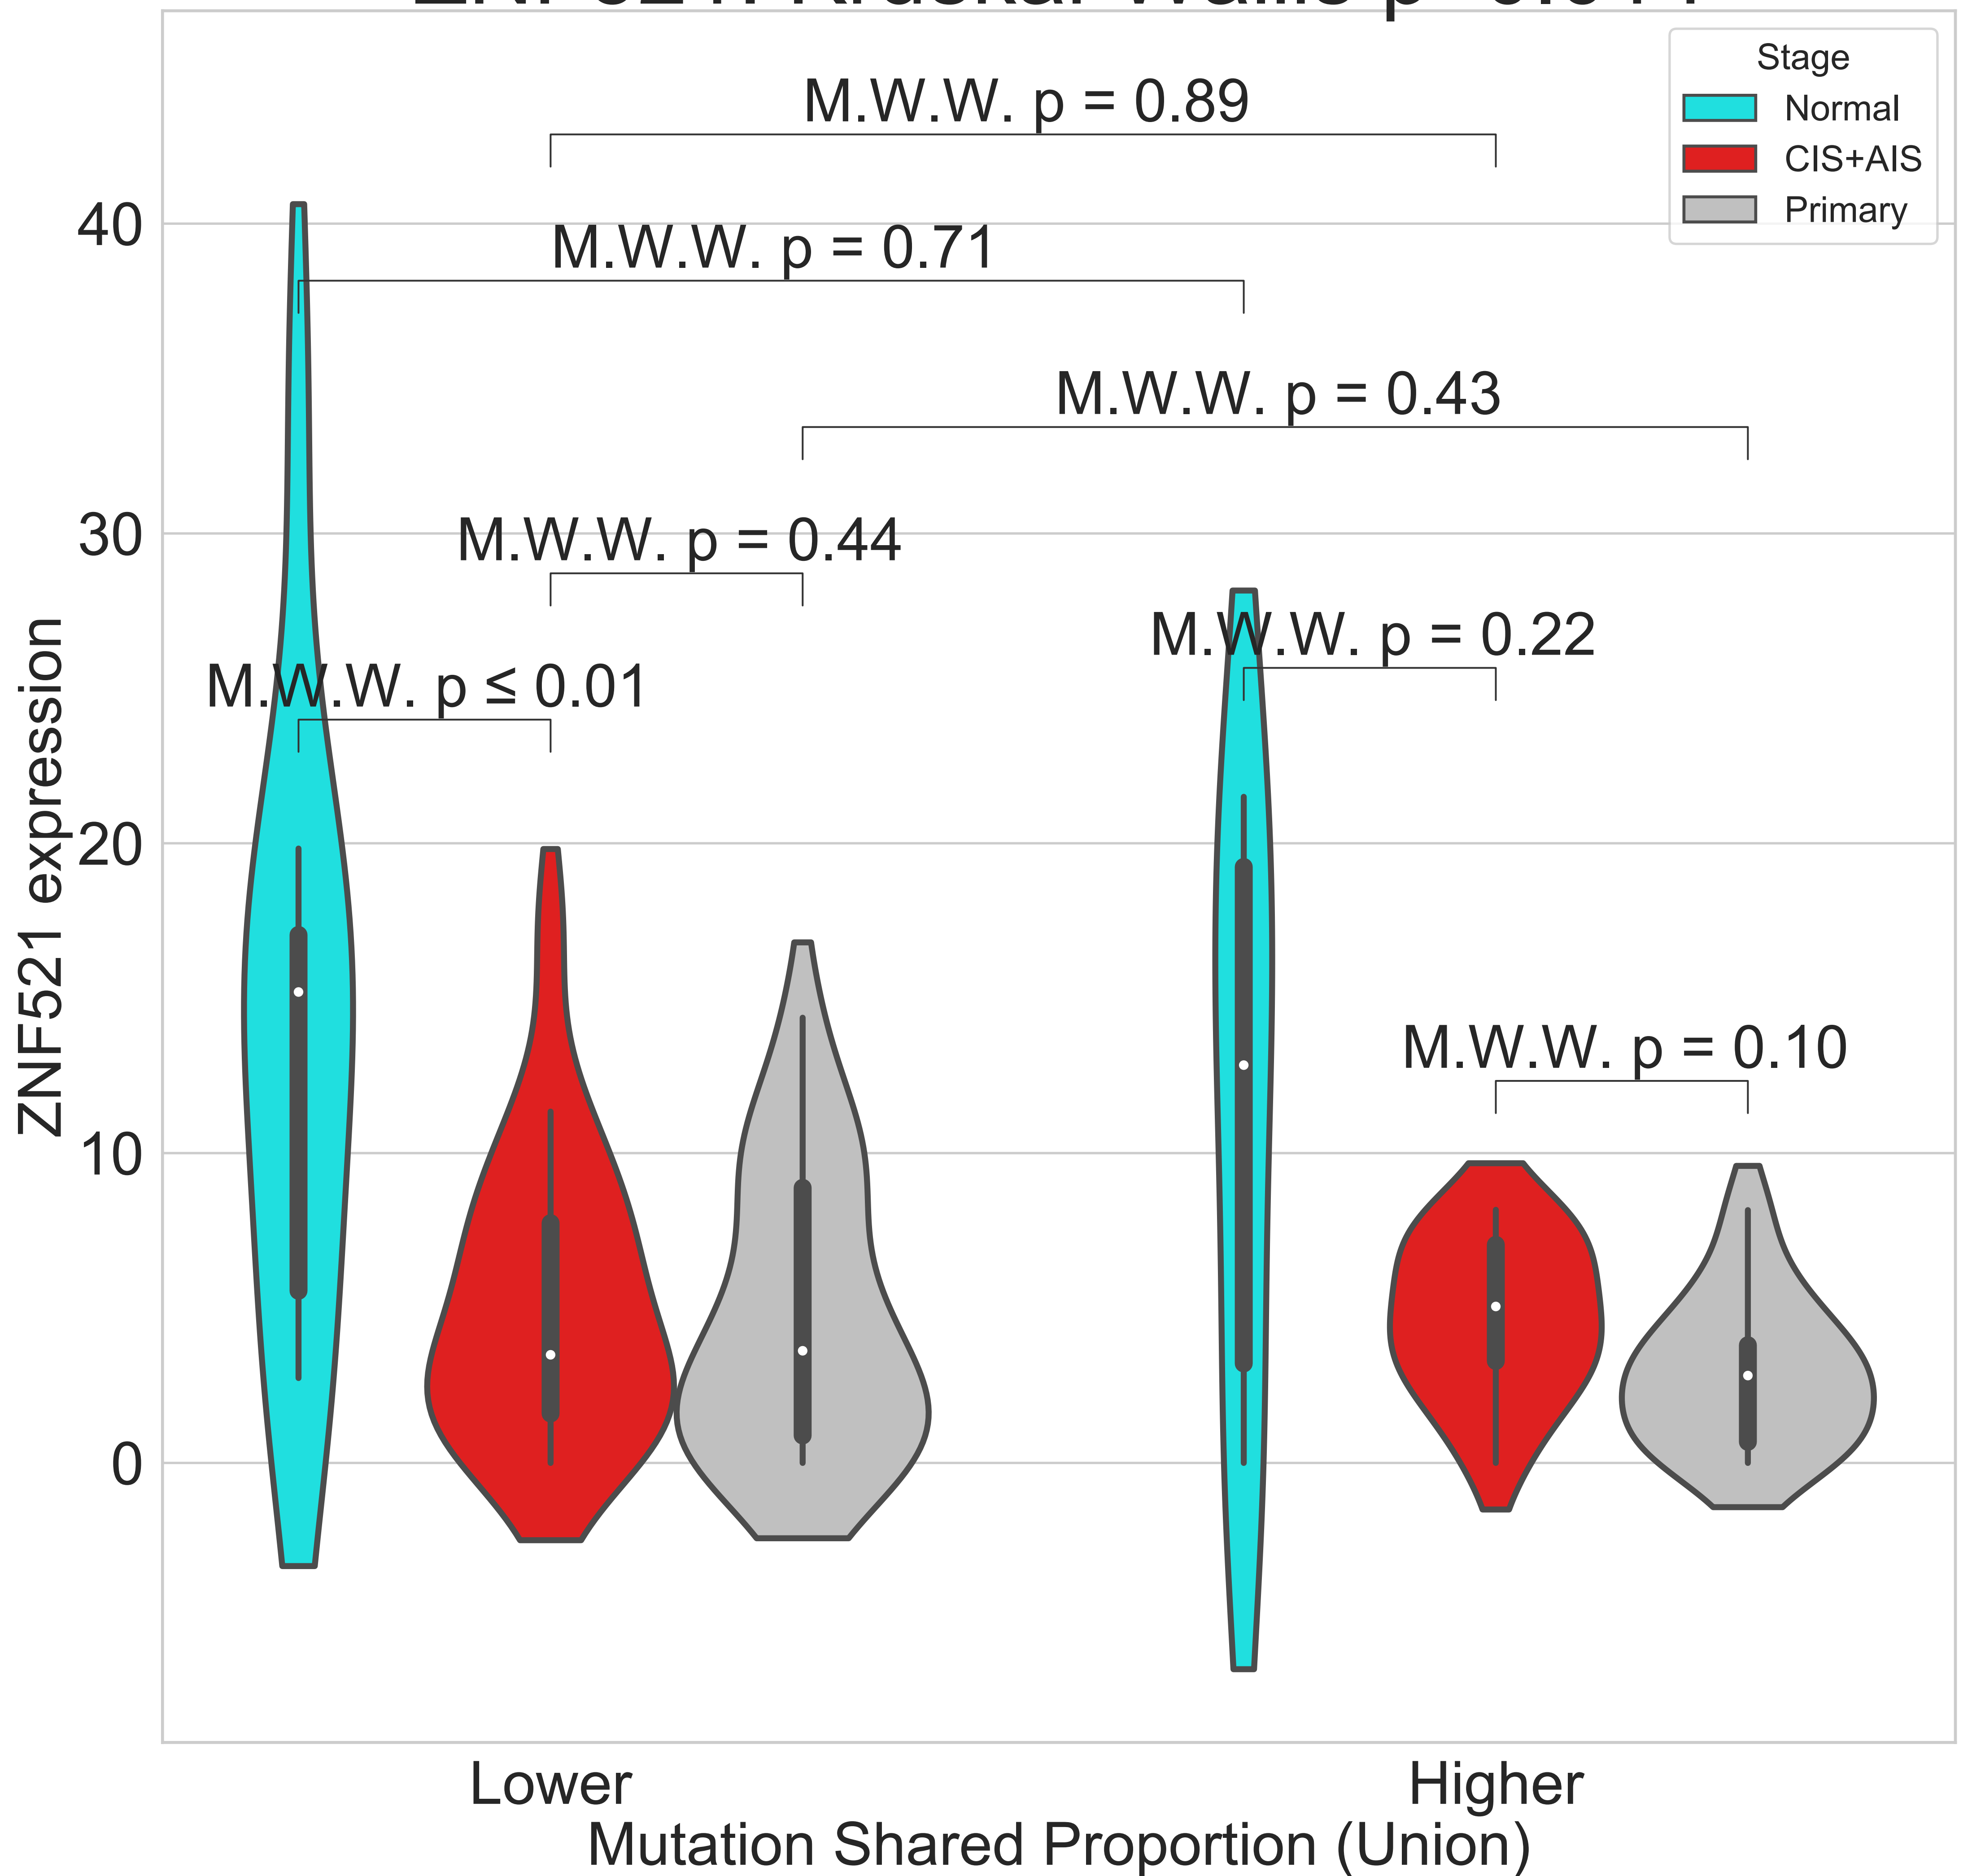 M.W.W. p = 0.89
M.W.W. p = 0.71
M.W.W. p = 0.43
M.W.W. p = 0.44
M.W.W. p = 0.22
M.W.W. p ≤ 0.01
M.W.W. p = 0.10
Stage
Normal
CIS+AIS
Primary
40
30
20
10
0
ZNF521 expression
Lower
Higher
Mutation Shared Proportion (Union)